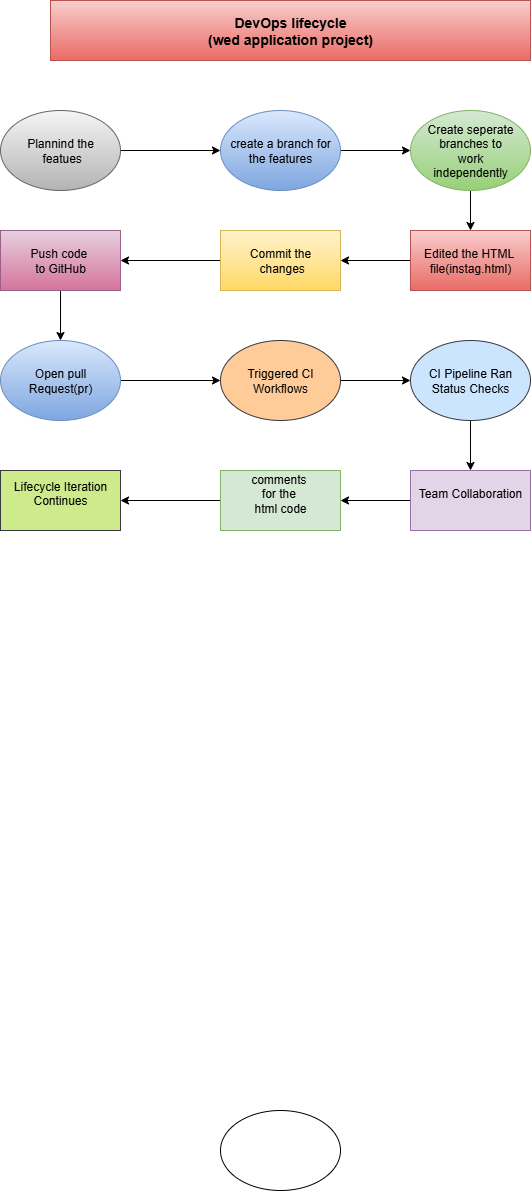 DevOps lifecycle
(wed application project)
Plannind the
featues
create a branch for
the features
Create seperate
branches to
work
independently
Push code
to GitHub
Commit the
changes
Edited the HTML
file(instag.html)
Open pull
Request(pr)
Triggered CI
Workflows
CI Pipeline Ran
Status Checks
Lifecycle Iteration
Continues
comments
for the
html code
Team Collaboration